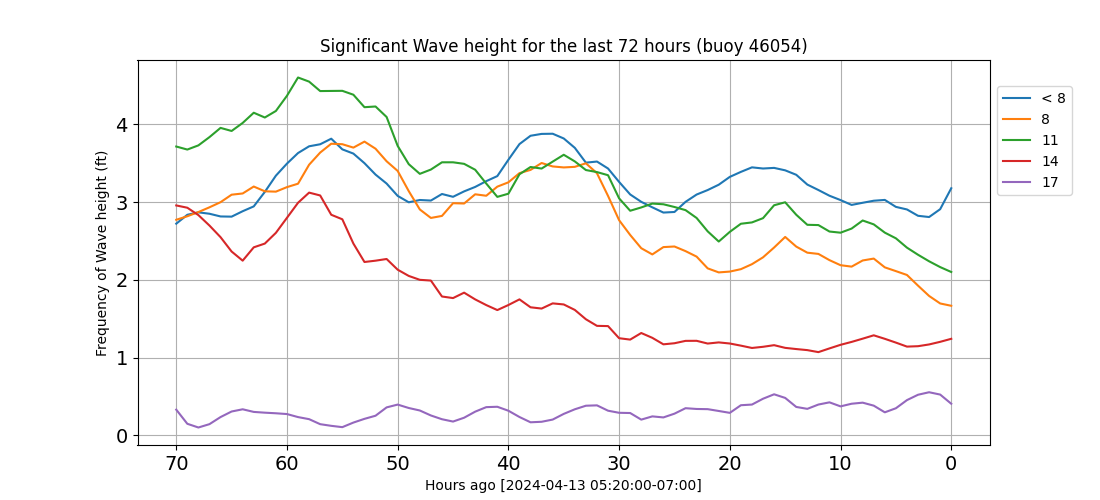 Significant Wave height for the last 72 hours (buoy 46054)
Frequency of Wave height (ft)
4
3
2
1
0
70 60 50 40 30 20 10 0
Hours ago [2024-04-13 05:20:00-07:00]
< 8
8
11
14
17